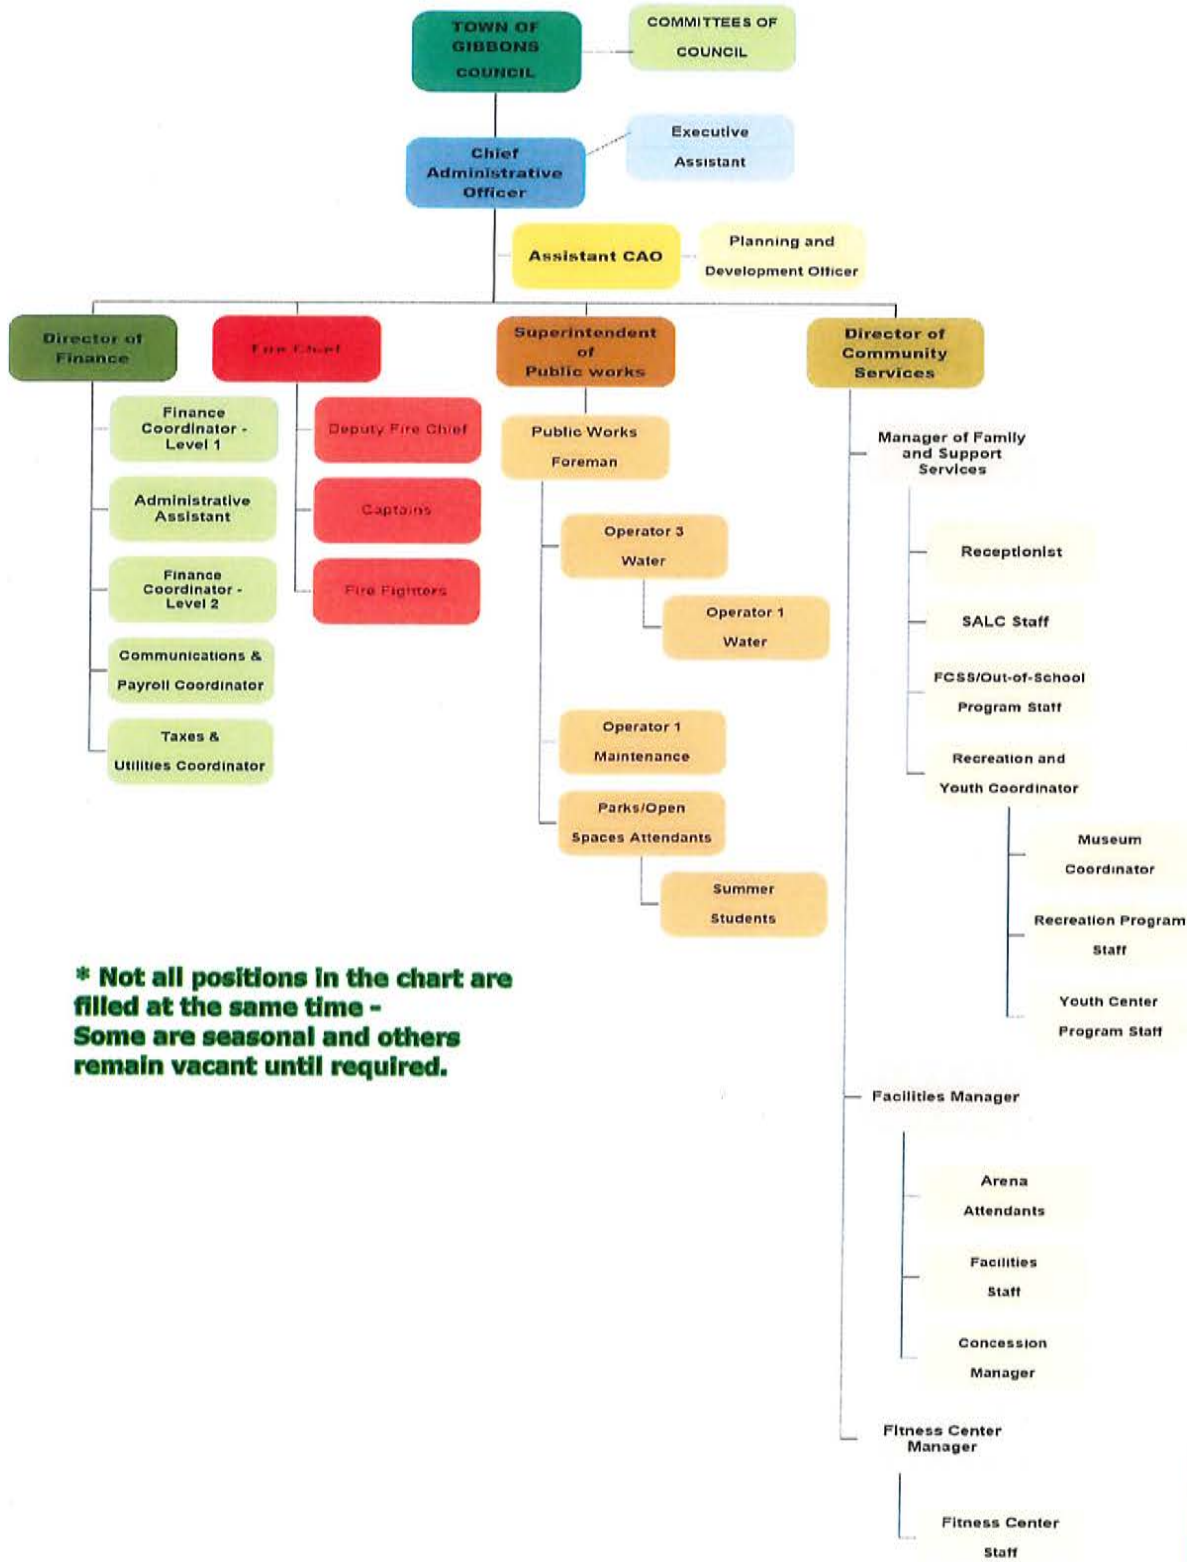 TOWN OF
GIBBONS
COUNCIL
COMMITTEES OF
COUNCIL
Chief
Administrative
Officer
Executive
Assistant
Assistant CAO
Planning and
Development Officer
Director of
Finance
Fire Chief
Superintendent
of
Public works
Director of
Community
Services
Finance
Coordinator -
Level 1
Administrative
Assistant
Finance
Coordinator -
Level 2
Communications &
Payroll Coordinator
Taxes &
Utilities Coordinator
Deputy Fire Chief
Captains
Fire Fighters
Public Works
Foreman
Operator 3
Water
Operator 1
Water
Operator 1
Maintenance
Parks/Open
Spaces Attendants
Summer
Students
Manager of Family
and Support
Services
Receptionist
SALC Staff
FCSS/Out-of-School
Program Staff
Recreation and
Youth Coordinator
Museum
Coordinator
Recreation Program
Staff
Youth Center
Program Staff
Facilities Manager
Arena
Attendants
Facilities
Staff
Concession
Manager
Fitness Center
Manager
Fitness Center
Staff
* Not all positions in the chart are
filled at the same time -
Some are seasonal and others
remain vacant until required.